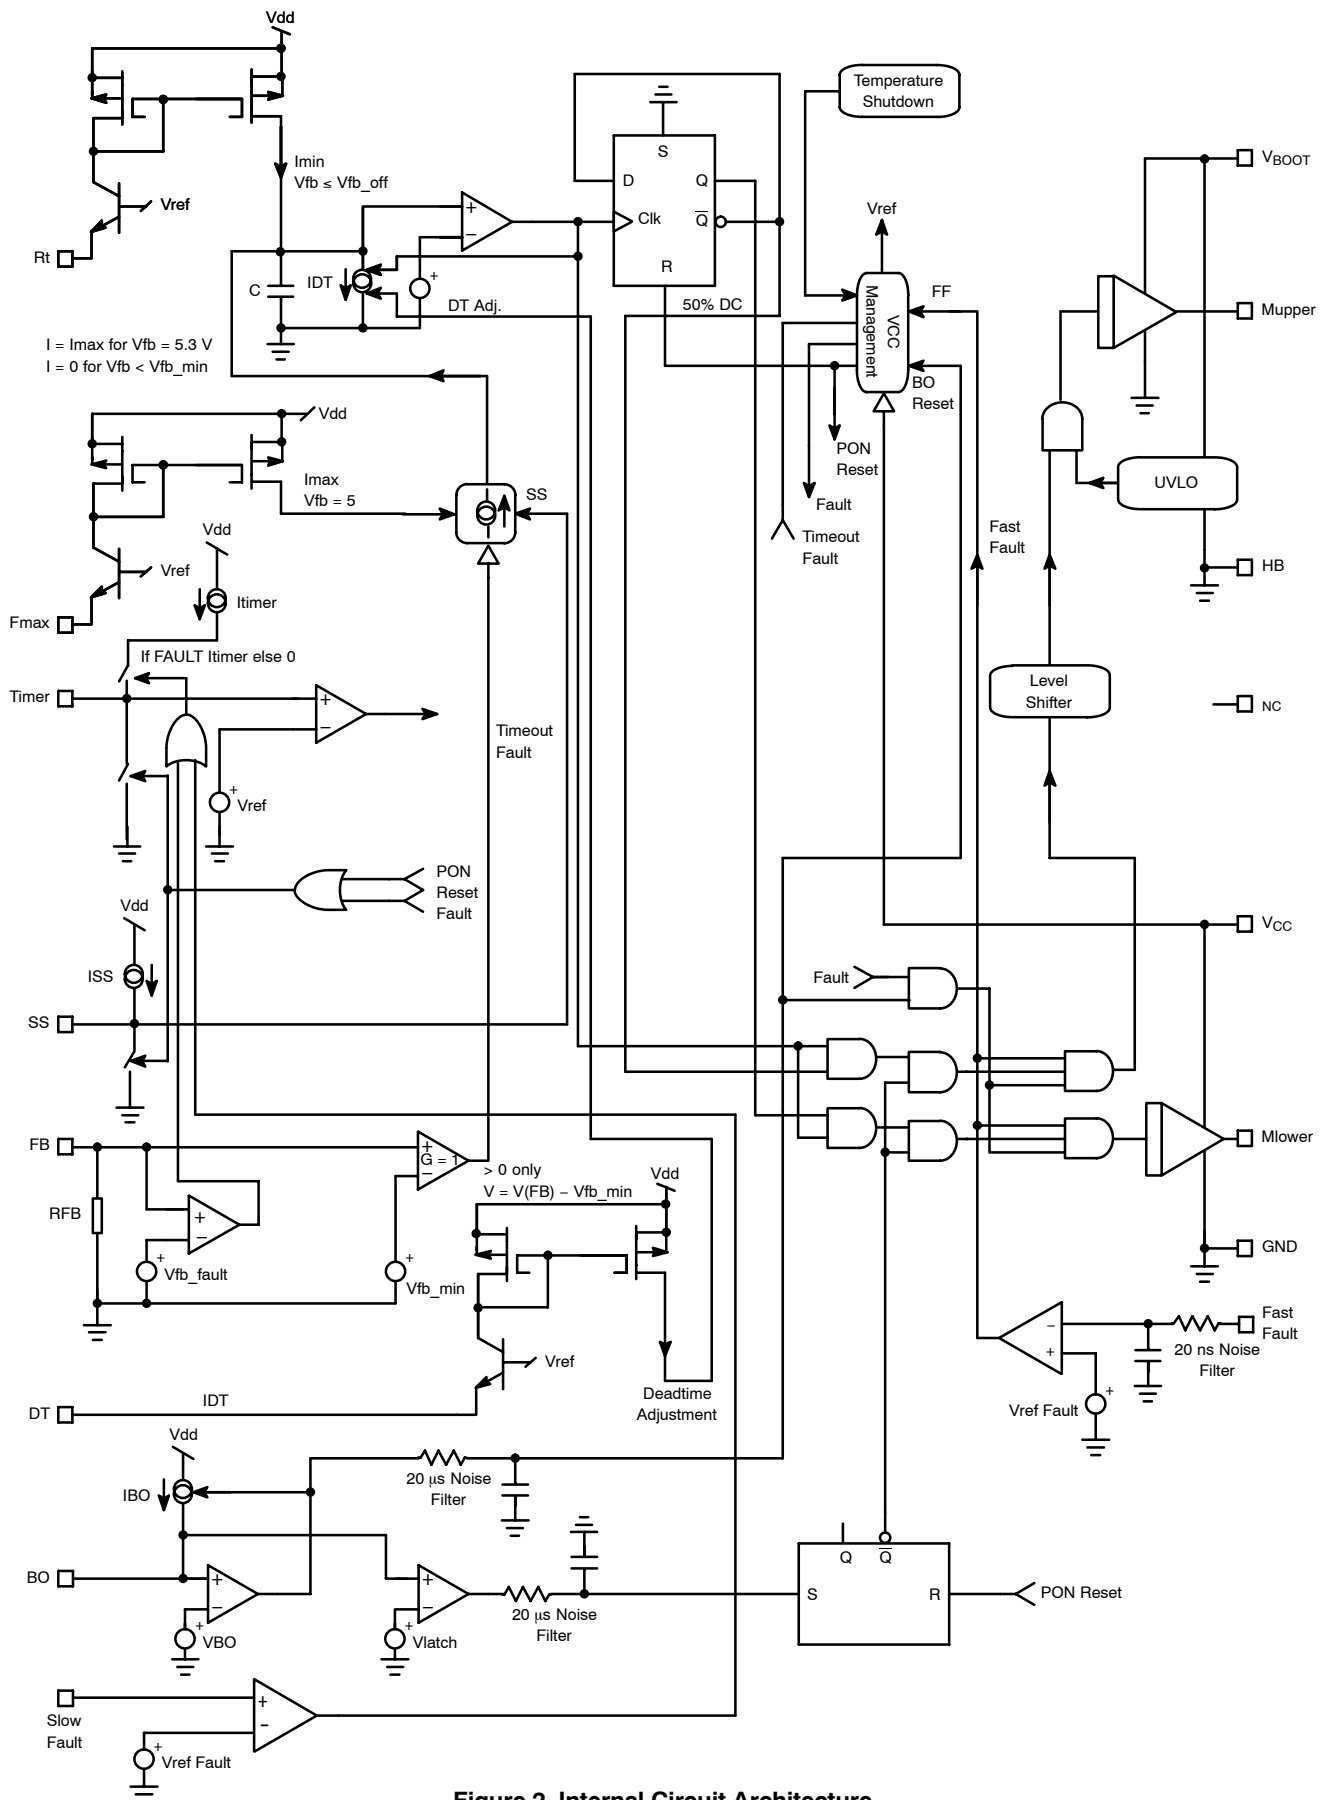 Vdd
Imin
Vfb ≤ Vfb_off
Vref
Rt
C
IDT
+
−
+
DT Adj.
I = Imax for Vfb = 5.3 V
I = 0 for Vfb < Vfb_min
S
D
Q
Clk
Q
R
50% DC
Temperature
Shutdown
Vref
VCC
Management
FF
BO
Reset
PON
Reset
Fault
Timeout
Fault
Fast
Fault
VBOOT
Mupper
UVLO
HB
Level
Shifter
NC
Vdd
Imax
Vfb = 5
SS
Vref
Fmax
Vdd
Itimer
If FAULT Itimer else 0
Timer
+
−
+
Vref
Timeout
Fault
PON
Reset
Fault
Vdd
ISS
SS
VCC
Fault
FB
RFB
+
−
+
Vfb_fault
+
G = 1
−
+
Vfb_min
> 0 only
V = V(FB) − Vfb_min
Vdd
Vref
Deadtime
Adjustment
Mlower
GND
Fast
Fault
20 ns Noise
Filter
−
+
+
Vref Fault
IDT
DT
Vdd
IBO
BO
20 μs Noise
Filter
+
−
+
VBO
+
−
+
Vlatch
20 μs Noise
Filter
Q
Q
S
R
PON Reset
Slow
Fault
+
−
+
Vref Fault
Figure 2. Internal Circuit Architecture